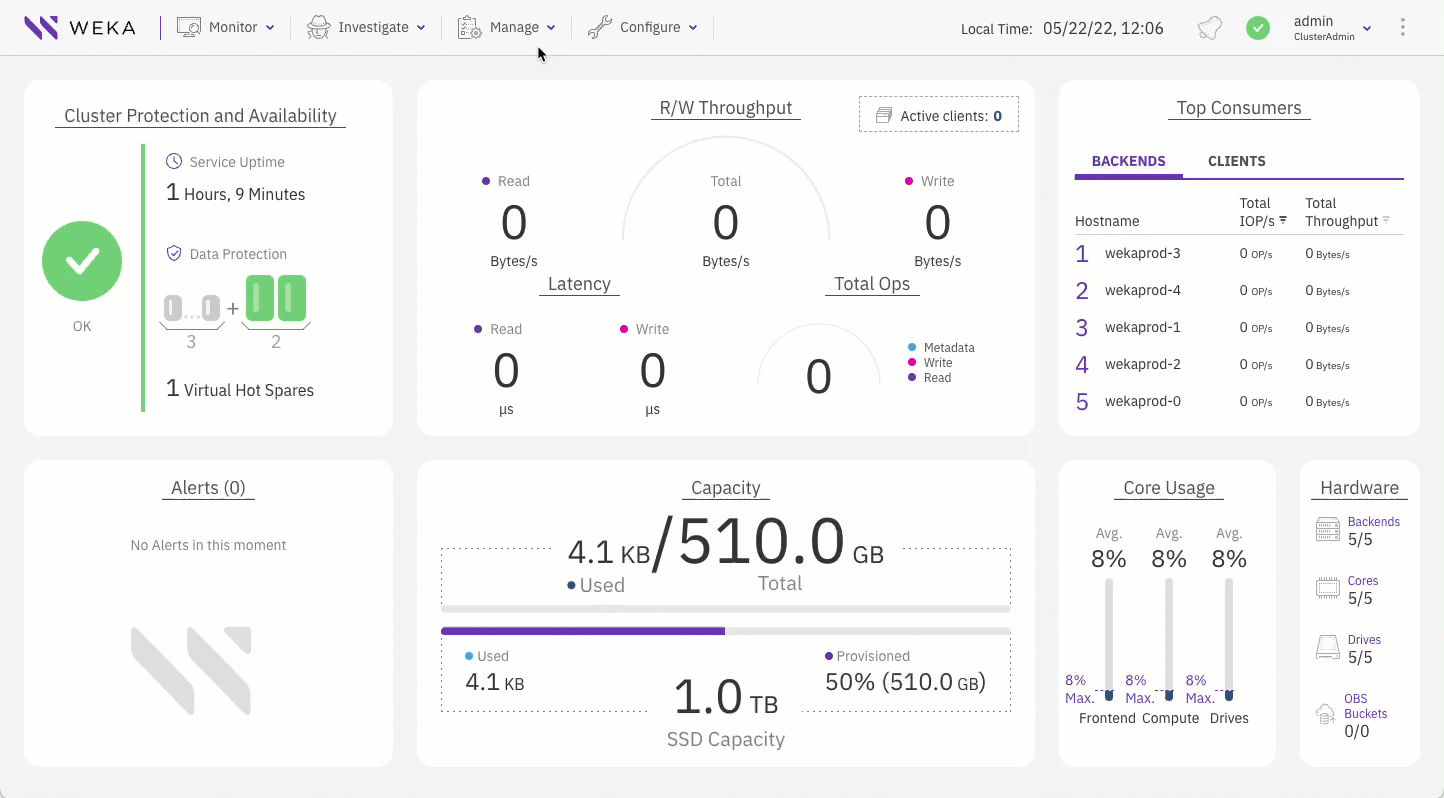 WEKA
Monitor
Investigate
Manage
Configure
Local Time: 05/22/22, 12:06
admin
ClusterAdmin
Cluster Protection and Availability
Service Uptime
1 Hours, 9 Minutes
Data Protection
+
3
2
OK
1 Virtual Hot Spares
R/W Throughput
Active clients: 0
Read
0
Bytes/s
Total
0
Bytes/s
Write
0
Bytes/s
Latency
Read
0
µs
Write
0
µs
Total Ops
0
Metadata
Write
Read
Top Consumers
BACKENDS CLIENTS
Hostname
Total
IOP/s
Total
Throughput
1 wekaprod-3 0 OP/s 0 Bytes/s
2 wekaprod-4 0 OP/s 0 Bytes/s
3 wekaprod-1 0 OP/s 0 Bytes/s
4 wekaprod-2 0 OP/s 0 Bytes/s
5 wekaprod-0 0 OP/s 0 Bytes/s
Alerts (0)
No Alerts in this moment
Capacity
4.1 KB/510.0 GB
Used
Total
Used
4.1 KB
1.0 TB
SSD Capacity
Provisioned
50% (510.0 GB)
Core Usage
Avg.
8%
8%
Max.
Frontend
Avg.
8%
8%
Max.
Compute
Avg.
8%
8%
Max.
Drives
Hardware
Backends
5/5
Cores
5/5
Drives
5/5
OBS
Buckets
0/0